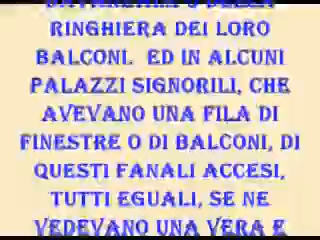 RINGHIERA DEI LORO
BALCONI. ED IN ALCUNI
PALAZZI SIGNORILI, CHE
AVEVANO UNA FILA DI
FINESTRE O DI BALCONI, DI
QUESTI FANALI ACCESI,
TUTTI EGUALI, SE NE
VEDEVANO UNA VERA E